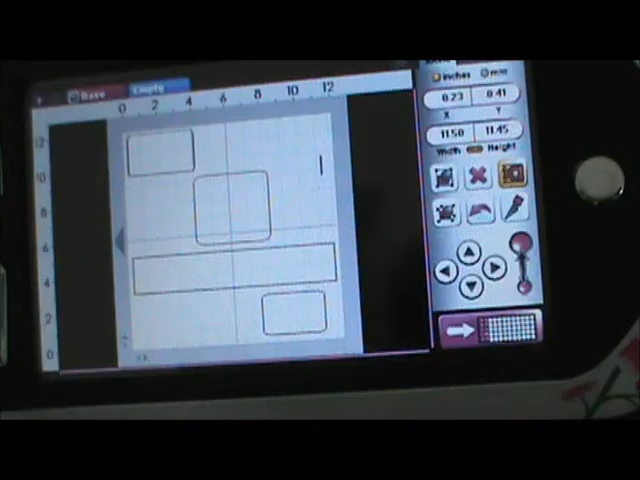 Base Empty
0 2 4 6 8 10 12
12
10
8
6
4
2
0
inches mm
0.23 0.41
X Y
11.50 11.45
Width Height